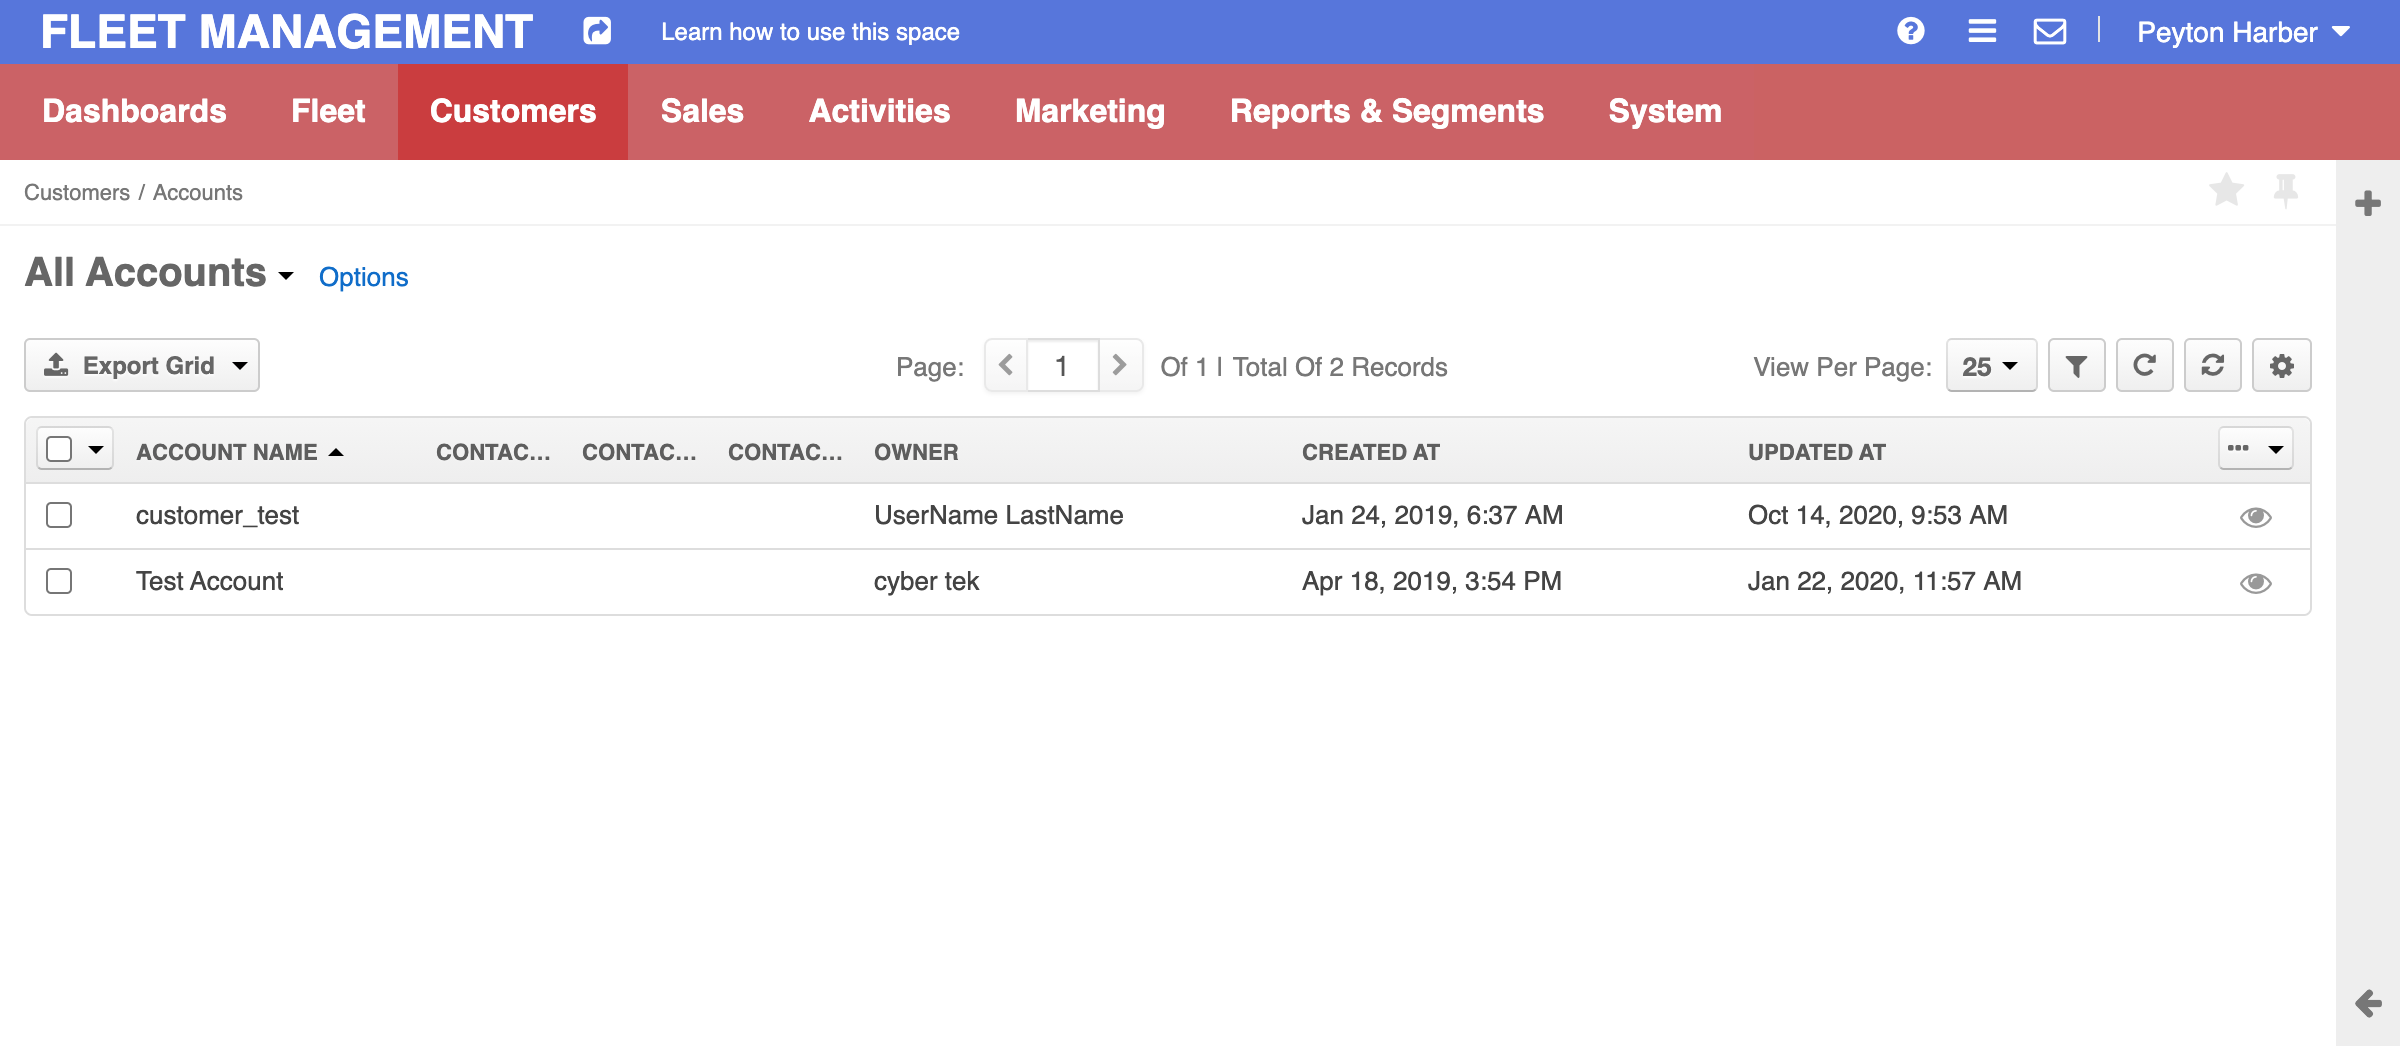 FLEET MANAGEMENT Learn how to use this space Peyton Harber
Dashboards Fleet Customers Sales Activities Marketing Reports & Segments System
Customers / Accounts
All Accounts Options
Export Grid Page: 1 Of 1 | Total Of 2 Records View Per Page: 25
ACCOUNT NAME CONTAC... CONTAC... CONTAC... OWNER CREATED AT UPDATED AT
customer_test UserName LastName Jan 24, 2019, 6:37 AM Oct 14, 2020, 9:53 AM
Test Account cyber tek Apr 18, 2019, 3:54 PM Jan 22, 2020, 11:57 AM